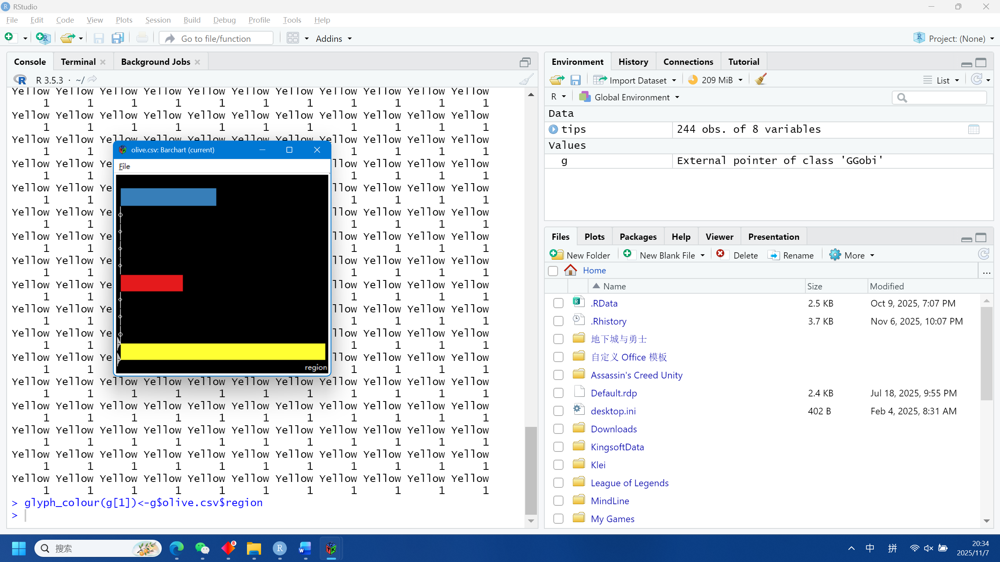 RStudio
File Edit Code View Plots Session Build Debug Profile Tools Help
Go to file/function Addins Project: (None)
Console Terminal Background Jobs
R 3.5.3 · ~/
Yellow Yellow Yellow Yellow Yellow Yellow Yellow Yellow Yellow Yellow Yellow
1 1 1 1 1 1 1 1 1 1 1
Yellow Yellow Yellow Yellow Yellow Yellow Yellow Yellow Yellow Yellow Yellow
1 1 1 1 1 1 1 1 1 1 1
Yellow Yellow Yellow Yellow Yellow Yellow Yellow Yellow Yellow Yellow Yellow
1 1 1 1 1 1
Yellow Yellow Ye llow Yellow Yellow Yellow
1 1 1 1 1 1
Yellow Yellow Ye llow Yellow Yellow Yellow
1 1 1 1 1 1
Yellow Yellow Ye llow Yellow Yellow Yellow
1 1 1 1 1 1
Yellow Yellow Ye llow Yellow Yellow Yellow
1 1 1 1 1 1
Yellow Yellow Ye llow Yellow Yellow Yellow
1 1 1 1 1 1
Yellow Yellow Ye llow Yellow Yellow Yellow
1 1 1 1 1 1
Yellow Yellow Ye llow Yellow Yellow Yellow
1 1 1 1 1 1
Yellow Yellow Ye llow Yellow Yellow Yellow
1 1 1 1 1 1
Yellow Yellow Ye llow Yellow Yellow Yellow
1 1 1 1 1 1
Yellow Yellow Yellow Yellow Yellow Yellow Yellow Yellow Yellow Yellow Yellow
1 1 1 1 1 1 1 1 1 1 1
Yellow Yellow Yellow Yellow Yellow Yellow Yellow Yellow Yellow Yellow Yellow
1 1 1 1 1 1 1 1 1 1 1
Yellow Yellow Yellow Yellow Yellow Yellow Yellow Yellow Yellow Yellow Yellow
1 1 1 1 1 1 1 1 1 1 1
Yellow Yellow Yellow Yellow Yellow Yellow Yellow Yellow Yellow Yellow Yellow
1 1 1 1 1 1 1 1 1 1 1
Yellow Yellow Yellow Yellow Yellow Yellow Yellow Yellow Yellow Yellow Yellow
1 1 1 1 1 1 1 1 1 1 1
> glyph_colour(g[1])<-g$olive.csv$region
>
olive.csv: Barchart (current)
File
region
Environment History Connections Tutorial
Import Dataset 209 MiB List
R Global Environment
Data
tips 244 obs. of 8 variables
Values
g External pointer of class 'GGobi'
Files Plots Packages Help Viewer Presentation
New Folder New Blank File Delete Rename More
Home ...
Name Size Modified
.RData 2.5 KB Oct 9, 2025, 7:07 PM
.Rhistory 3.7 KB Nov 6, 2025, 10:07 PM
地下城与勇士
自定义 Office 模板
Assassin's Creed Unity
Default.rdp 2.4 KB Jul 18, 2025, 9:55 PM
desktop.ini 402 B Feb 4, 2025, 8:31 AM
Downloads
KingsoftData
Klei
League of Legends
MindLine
My Games
搜索
8
中 拼 20:34
2025/11/7